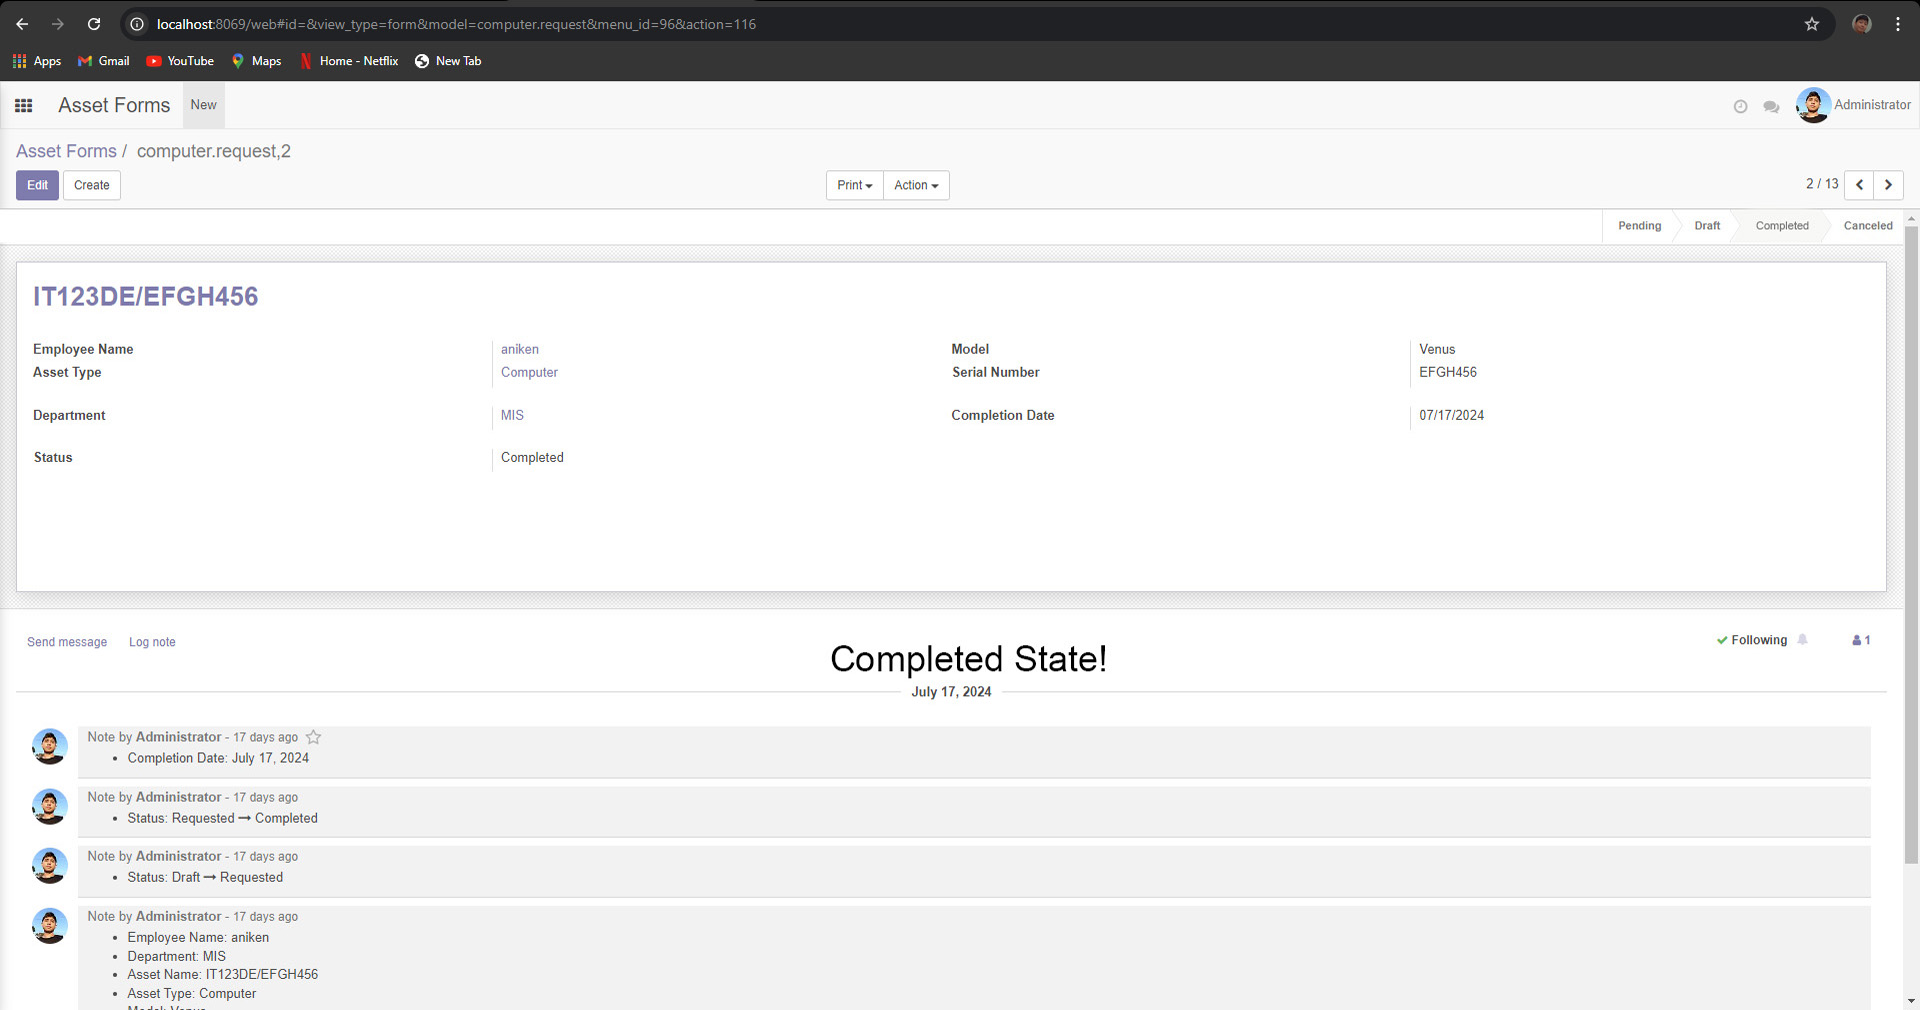 localhost:8069/web#id=&view_type=form&model=computer.request&menu_id=96&action=116
Apps Gmail YouTube Maps Home - Netflix New Tab
Asset Forms New Administrator
Asset Forms / computer.request,2
Edit Create Print Action 2 / 13
Pending Draft Completed Canceled
IT123DE/EFGH456
Employee Name aniken Model Venus
Asset Type Computer Serial Number EFGH456
Department MIS Completion Date 07/17/2024
Status Completed
Send message Log note Following 1
Completed State!
July 17, 2024
Note by Administrator - 17 days ago
• Completion Date: July 17, 2024
Note by Administrator - 17 days ago
• Status: Requested → Completed
Note by Administrator - 17 days ago
• Status: Draft → Requested
Note by Administrator - 17 days ago
• Employee Name: aniken
• Department: MIS
• Asset Name: IT123DE/EFGH456
• Asset Type: Computer